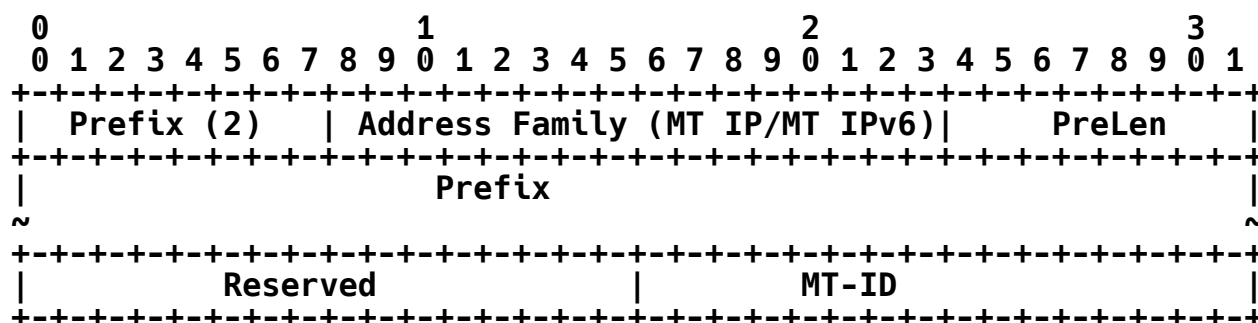 0                   1                   2                   3
 0 1 2 3 4 5 6 7 8 9 0 1 2 3 4 5 6 7 8 9 0 1 2 3 4 5 6 7 8 9 0 1
+-+-+-+-+-+-+-+-+-+-+-+-+-+-+-+-+-+-+-+-+-+-+-+-+-+-+-+-+-+-+-+-+
|  Prefix (2)   | Address Family (MT IP/MT IPv6)|     PreLen    |
+-+-+-+-+-+-+-+-+-+-+-+-+-+-+-+-+-+-+-+-+-+-+-+-+-+-+-+-+-+-+-+-+
|                     Prefix                                    |
~                                                               ~
+-+-+-+-+-+-+-+-+-+-+-+-+-+-+-+-+-+-+-+-+-+-+-+-+-+-+-+-+-+-+-+-+
|          Reserved             |        MT-ID                  |
+-+-+-+-+-+-+-+-+-+-+-+-+-+-+-+-+-+-+-+-+-+-+-+-+-+-+-+-+-+-+-+-+